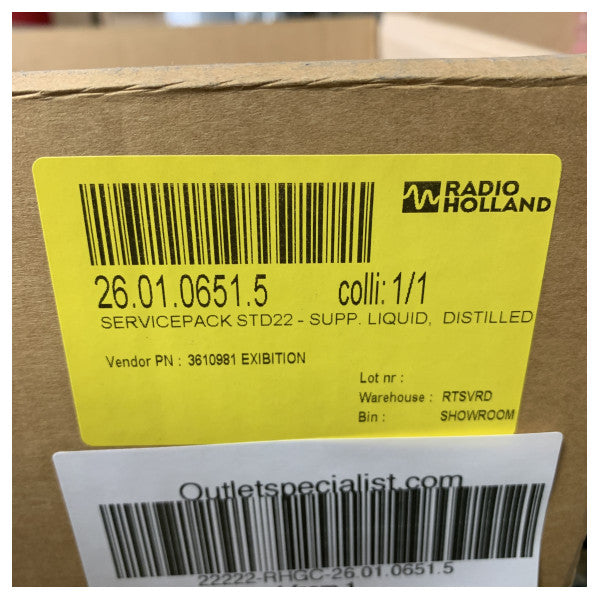 RADIO
HOLLAND
26.01.0651.5 colli: 1/1
SERVICEPACK STD22 - SUPP. LIQUID, DISTILLED
Vendor PN : 3610981 EXIBITION
Lot nr :
Warehouse : RTSVRD
Bin : SHOWROOM
Outletspecialist.com
22222-RHGC-26.01.0651.5